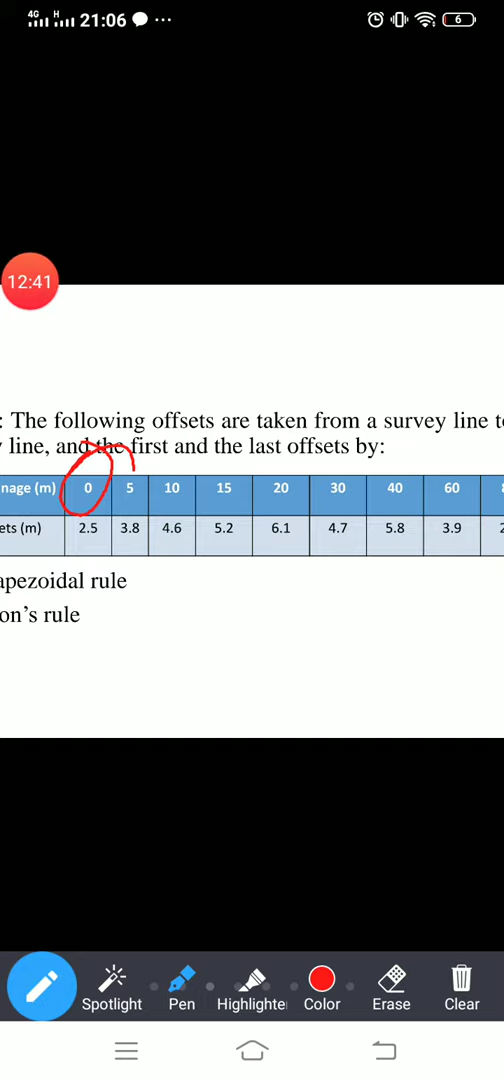 4G H 21:06 6
12:41
: The following offsets are taken from a survey line
line, and the first and the last offsets by:
nage (m) 0 5 10 15 20 30 40 60
ets (m) 2.5 3.8 4.6 5.2 6.1 4.7 5.8 3.9
apezoidal rule
on's rule
Spotlight Pen Highlighte Color Erase Clear